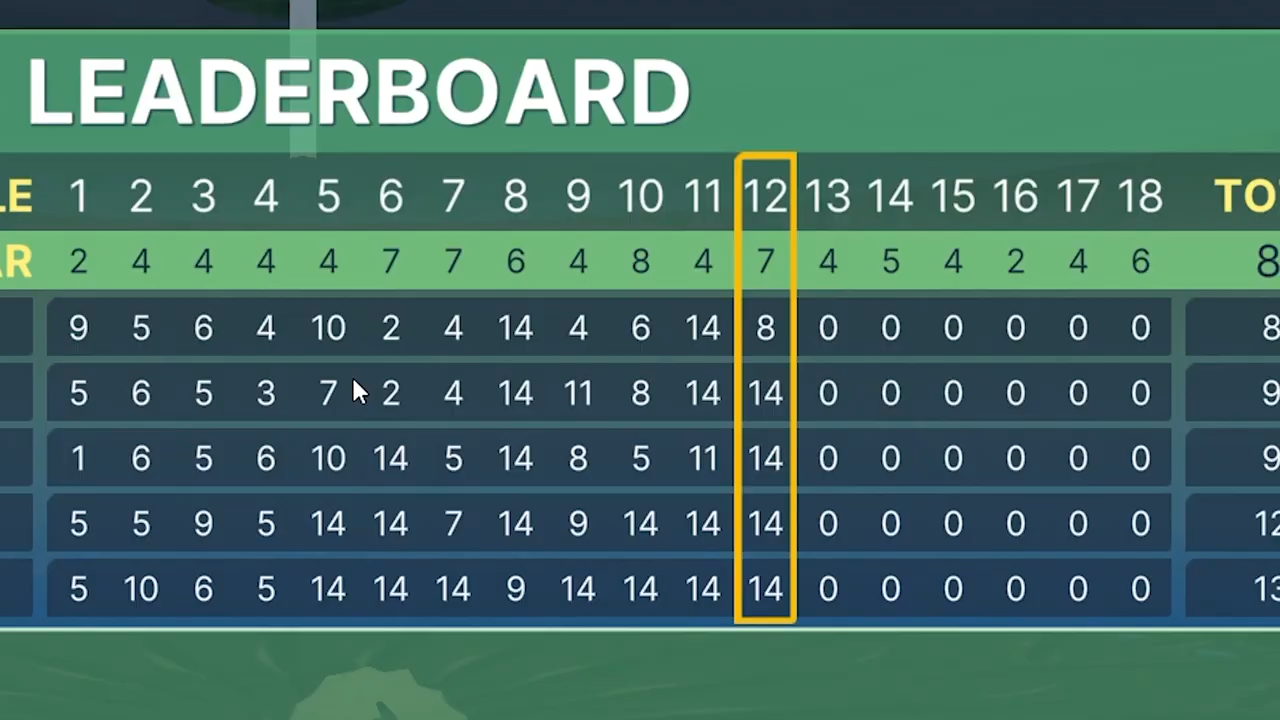 LEADERBOARD
LE 1 2 3 4 5 6 7 8 9 10 11 12 13 14 15 16 17 18 TO
AR 2 4 4 4 4 7 7 6 4 8 4 7 4 5 4 2 4 6 8
9 5 6 4 10 2 4 14 4 6 14 8 0 0 0 0 0 0 8
5 6 5 3 7 2 4 14 11 8 14 14 0 0 0 0 0 0 9
1 6 5 6 10 14 5 14 8 5 11 14 0 0 0 0 0 0 9
5 5 9 5 14 14 7 14 9 14 14 14 0 0 0 0 0 0 12
5 10 6 5 14 14 14 9 14 14 14 14 0 0 0 0 0 0 13